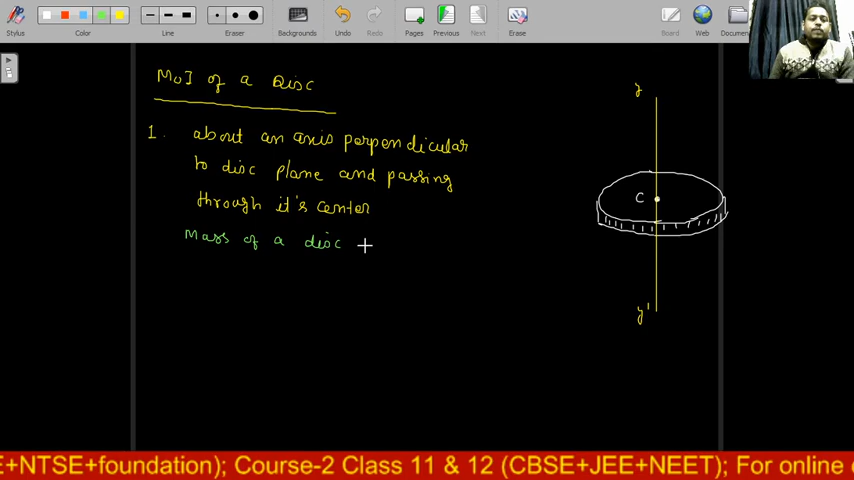 Stylus
Color
Line
Eraser
Backgrounds
Undo
Redo
Pages
Previous
Next
Erase
Board
Web
Documen
MoI of a Disc
1. about an axis perpendicular
to disc plane and passing
through it's center
Mass of a disc
y
C
y'
E+NTSE+foundation); Course-2 Class 11 & 12 (CBSE+JEE+NEET); For online c